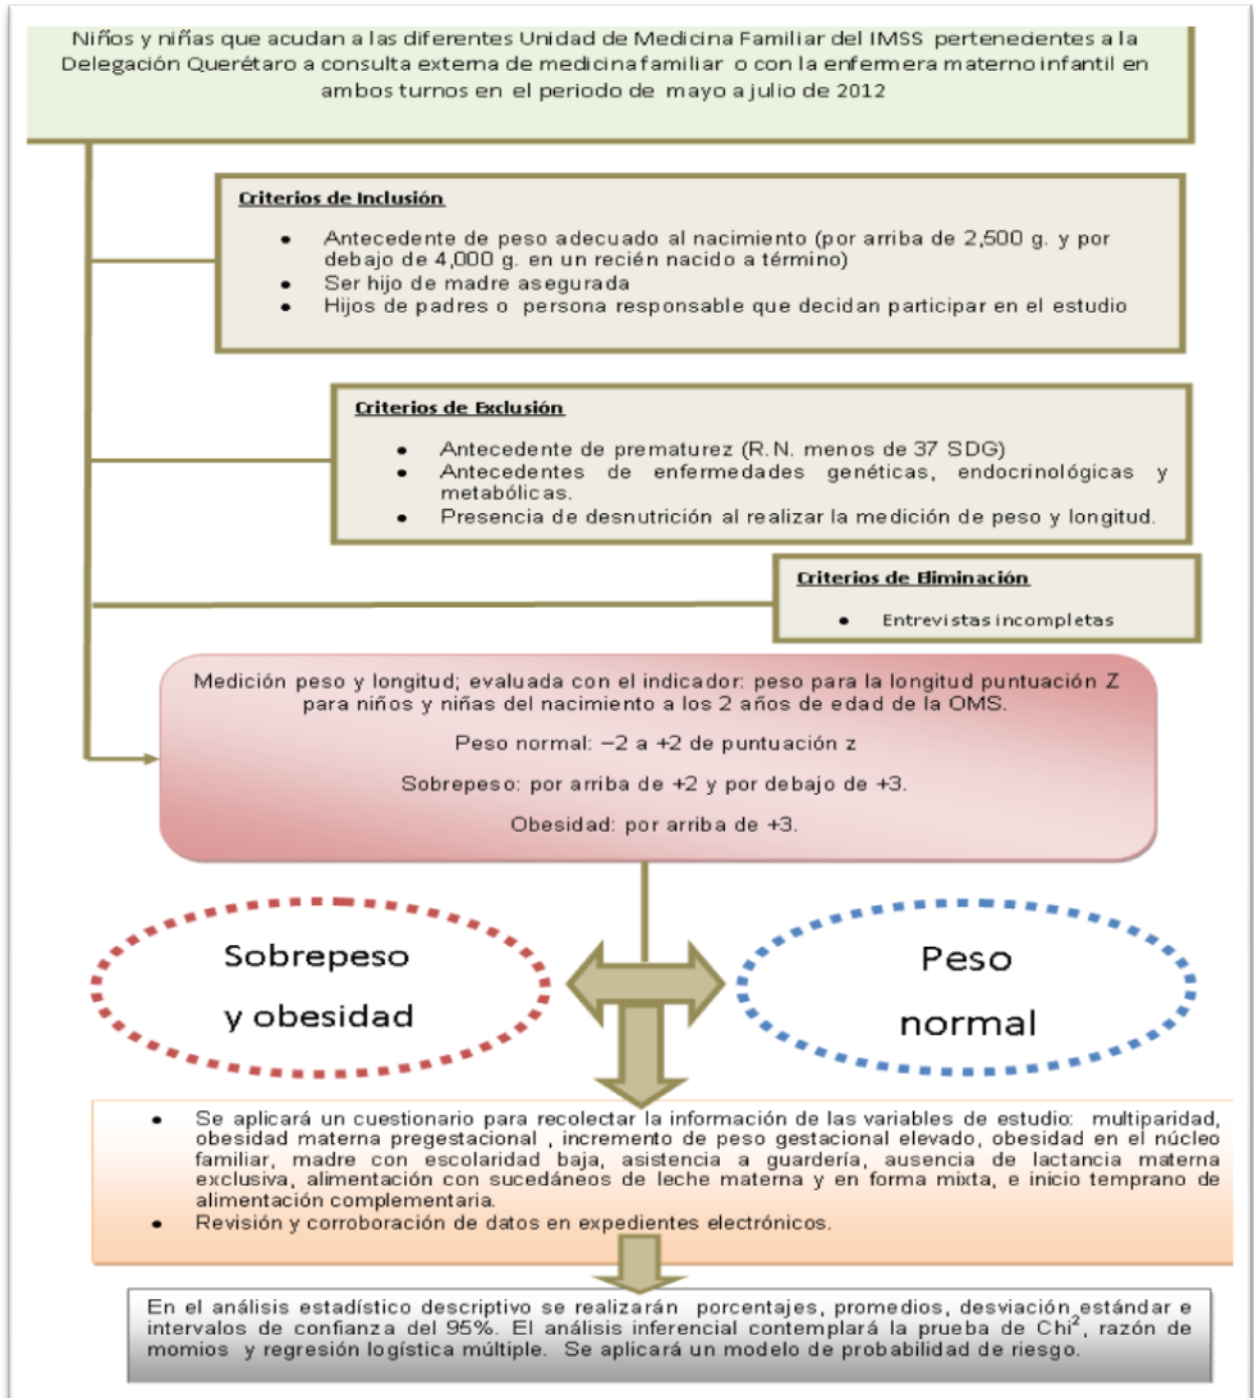 Niños y niñas que acudan a las diferentes Unidad de Medicina Familiar del IMSS pertenecientes a la
Delegación Querétaro a consulta externa de medicina familiar o con la enfermera materno infantil en
ambos turnos en el periodo de mayo a julio de 2012
Criterios de Inclusión
• Antecedente de peso adecuado al nacimiento (por arriba de 2,500 g. y por
debajo de 4,000 g. en un recién nacido a término)
• Ser hijo de madre asegurada
• Hijos de padres o persona responsable que decidan participar en el estudio
Criterios de Exclusión
• Antecedente de prematurez (R.N. menos de 37 SDG)
• Antecedentes de enfermedades genéticas, endocrinológicas y
metabólicas.
• Presencia de desnutrición al realizar la medición de peso y longitud.
Criterios de Eliminación
• Entrevistas incompletas
Medición peso y longitud; evaluada con el indicador: peso para la longitud puntuación Z
para niños y niñas del nacimiento a los 2 años de edad de la OMS.
Peso normal: −2 a +2 de puntuación z
Sobrepeso: por arriba de +2 y por debajo de +3.
Obesidad: por arriba de +3.
Sobrepeso
y obesidad
Peso
normal
• Se aplicará un cuestionario para recolectar la información de las variables de estudio: multiparidad,
obesidad materna pregestacional , incremento de peso gestacional elevado, obesidad en el núcleo
familiar, madre con escolaridad baja, asistencia a guardería, ausencia de lactancia materna
exclusiva, alimentación con sucedáneos de leche materna y en forma mixta, e inicio temprano de
alimentación complementaria.
• Revisión y corroboración de datos en expedientes electrónicos.
En el análisis estadístico descriptivo se realizarán porcentajes, promedios, desviación estándar e
intervalos de confianza del 95%. El análisis inferencial contemplará la prueba de Chi², razón de
momios y regresión logística múltiple. Se aplicará un modelo de probabilidad de riesgo.